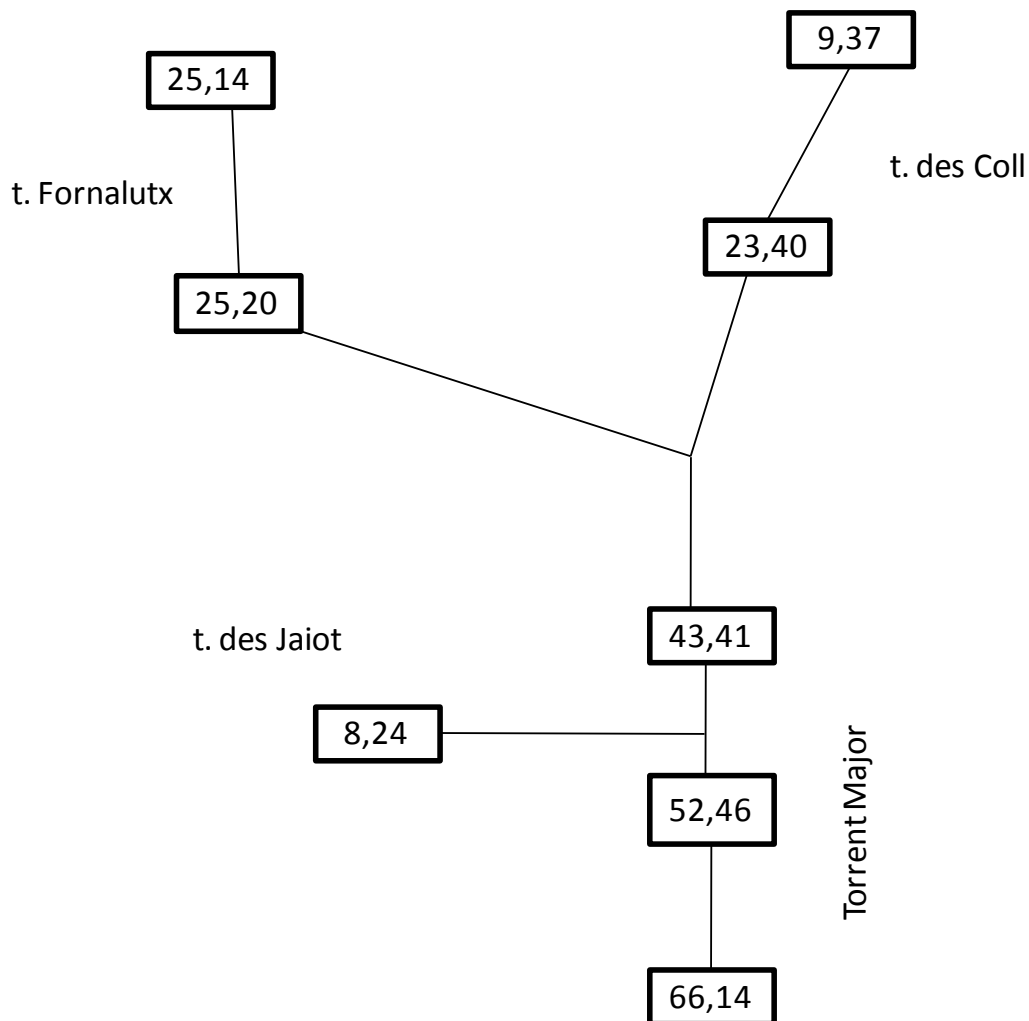 9,37
25,14
t. des Coll
t. Fornalutx
23,40
25,20
43,41
t. des Jaiot
8,24
52,46
Torrent Major
66,14